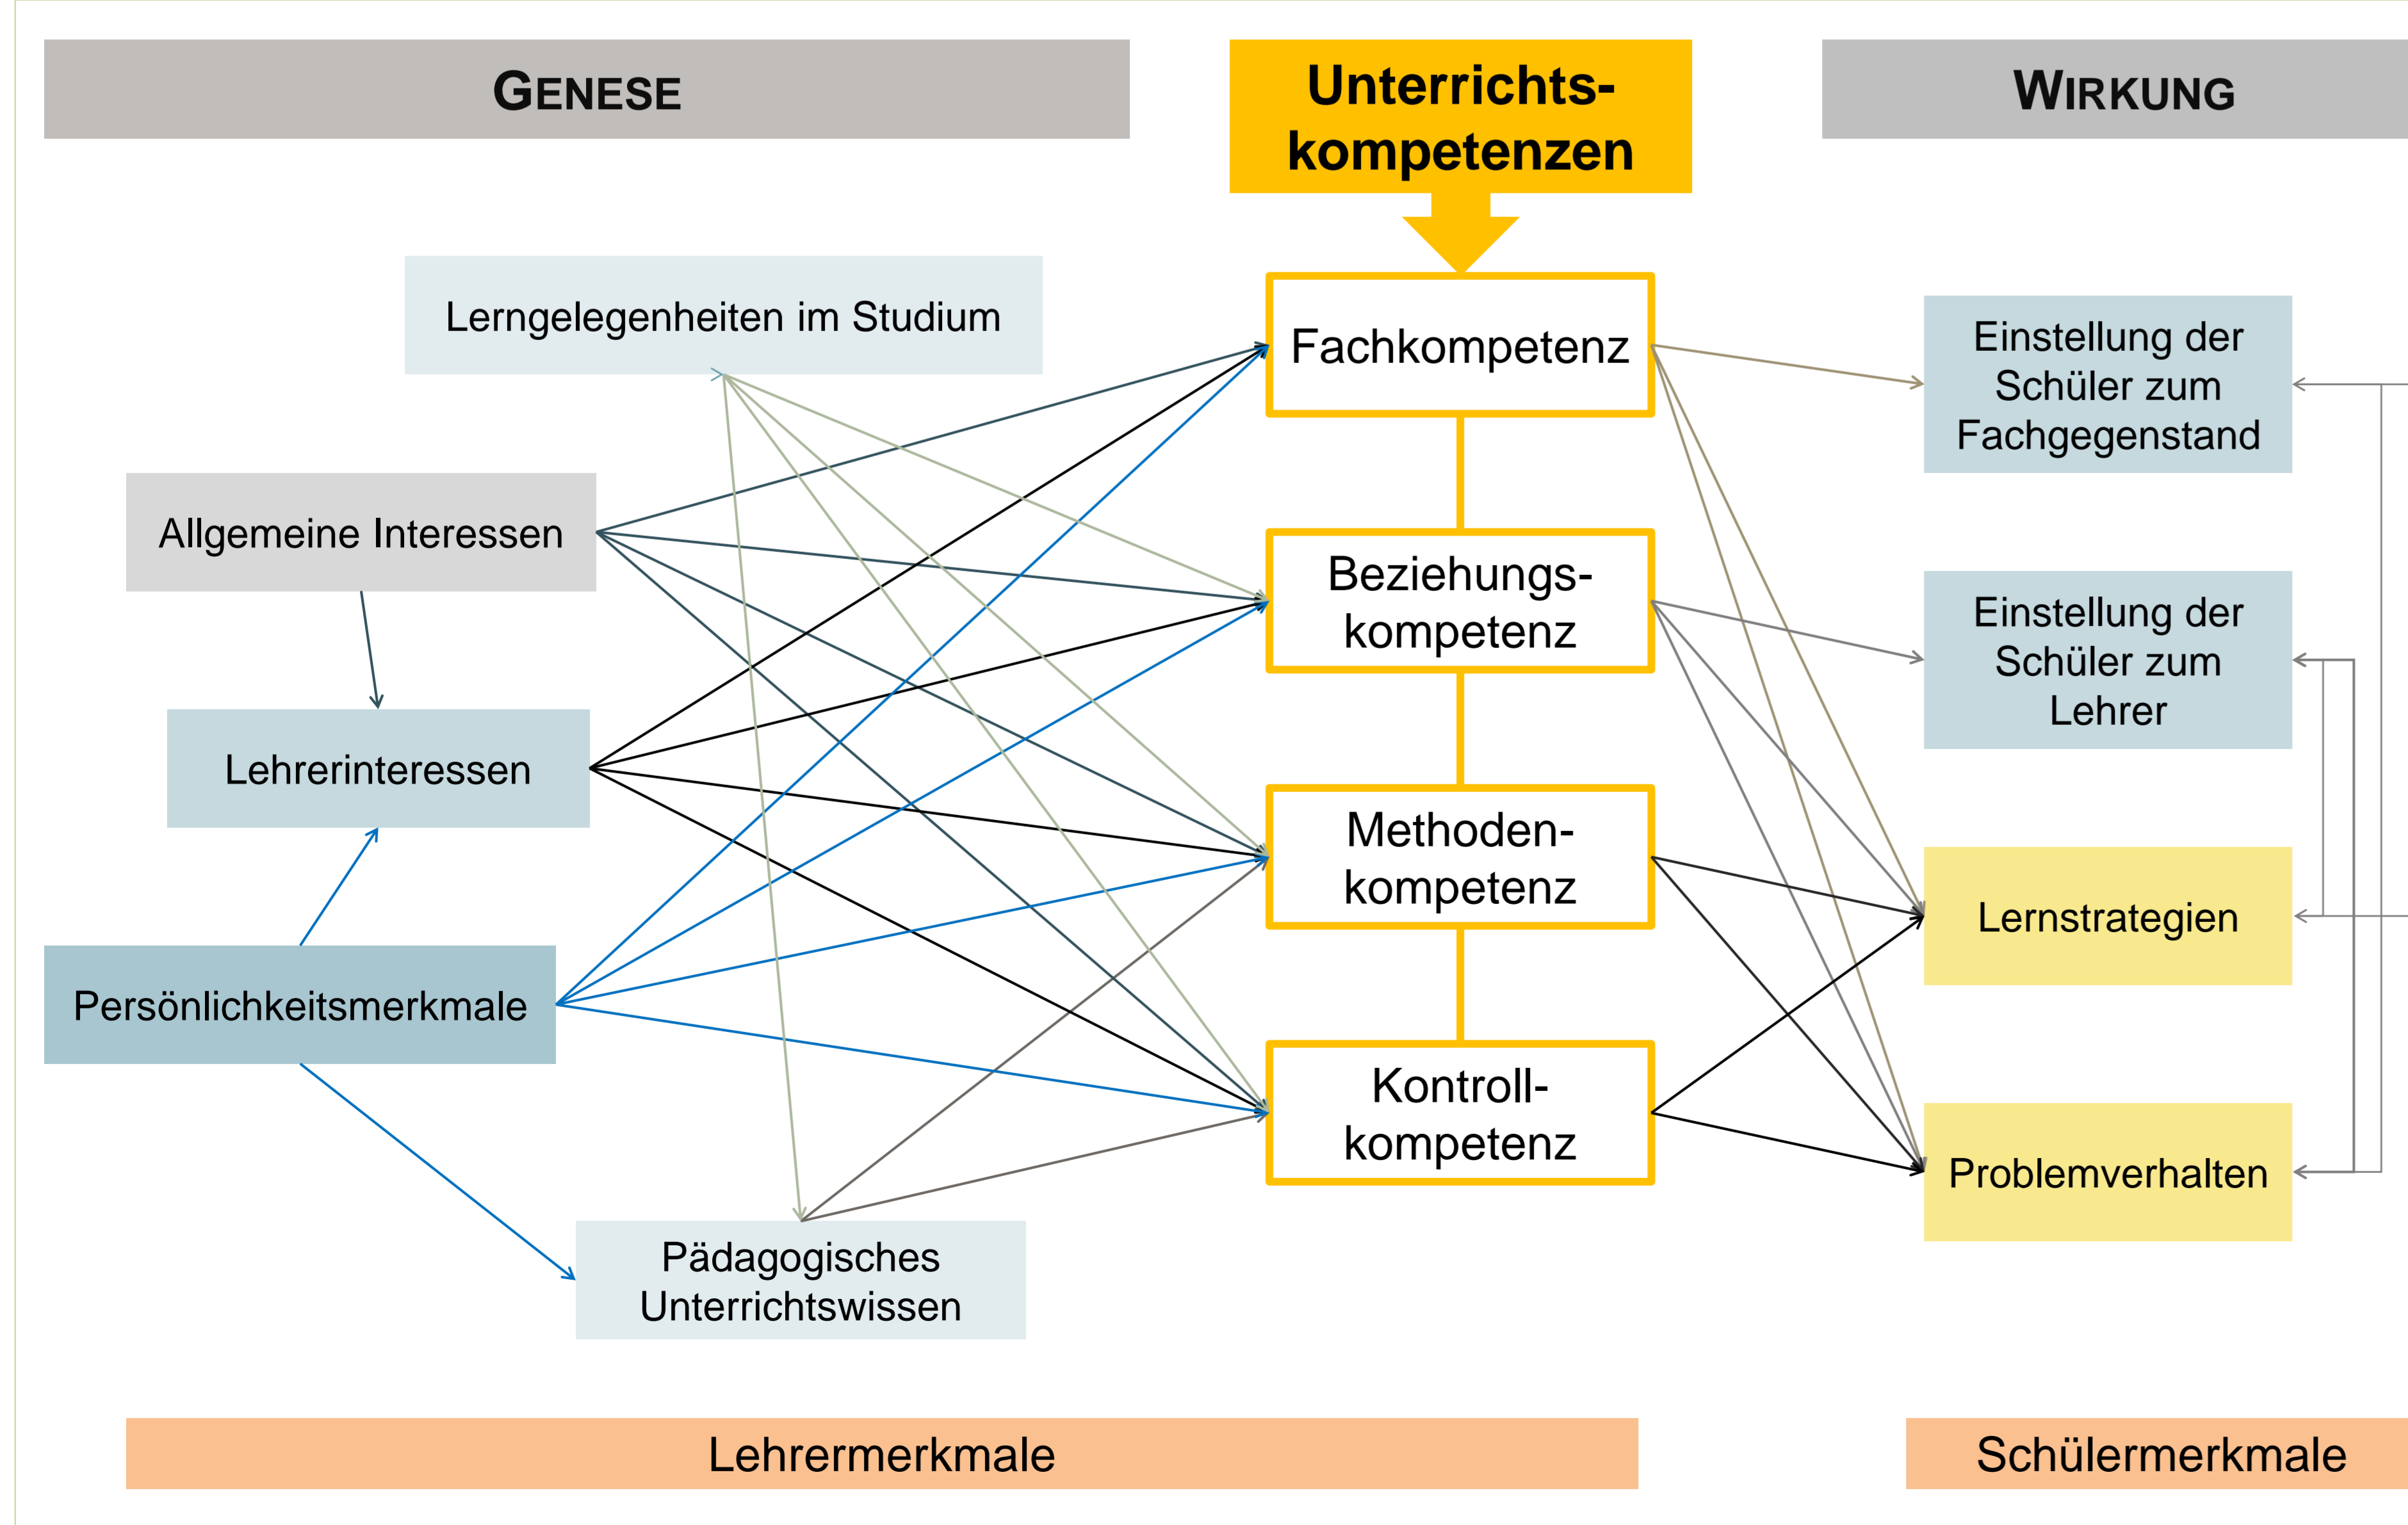 GENESE
Unterrichts-
kompetenzen
WIRKUNG
Lerngelegenheiten im Studium
Allgemeine Interessen
Lehrerinteressen
Persönlichkeitsmerkmale
Pädagogisches
Unterrichtswissen
Fachkompetenz
Beziehungs-
kompetenz
Methoden-
kompetenz
Kontroll-
kompetenz
Einstellung der
Schüler zum
Fachgegenstand
Einstellung der
Schüler zum
Lehrer
Lernstrategien
Problemverhalten
Lehrermerkmale
Schülermerkmale